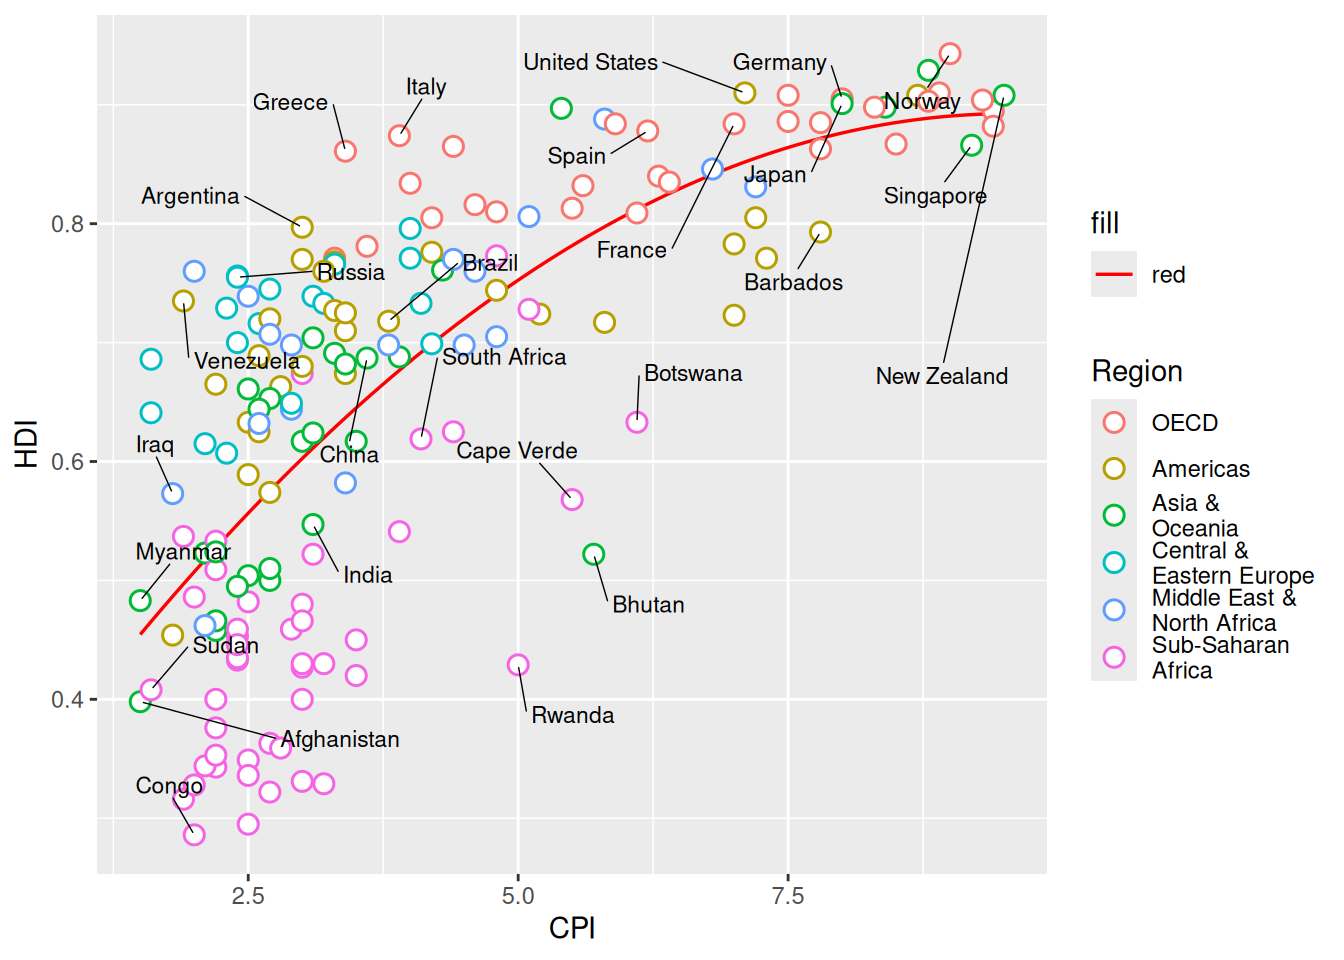 United States
Germany
Italy
Greece
Norway
Spain
Japan
Argentina
Singapore
France
Brazil
Russia
Barbados
Venezuela
South Africa
Botswana
New Zealand
Iraq
China
Cape Verde
Myanmar
India
Bhutan
Sudan
Rwanda
Afghanistan
Congo
0.8
0.6
0.4
HDI
2.5
5.0
7.5
CPI
fill
red
Region
OECD
Americas
Asia &
Oceania
Central &
Eastern Europe
Middle East &
North Africa
Sub-Saharan
Africa